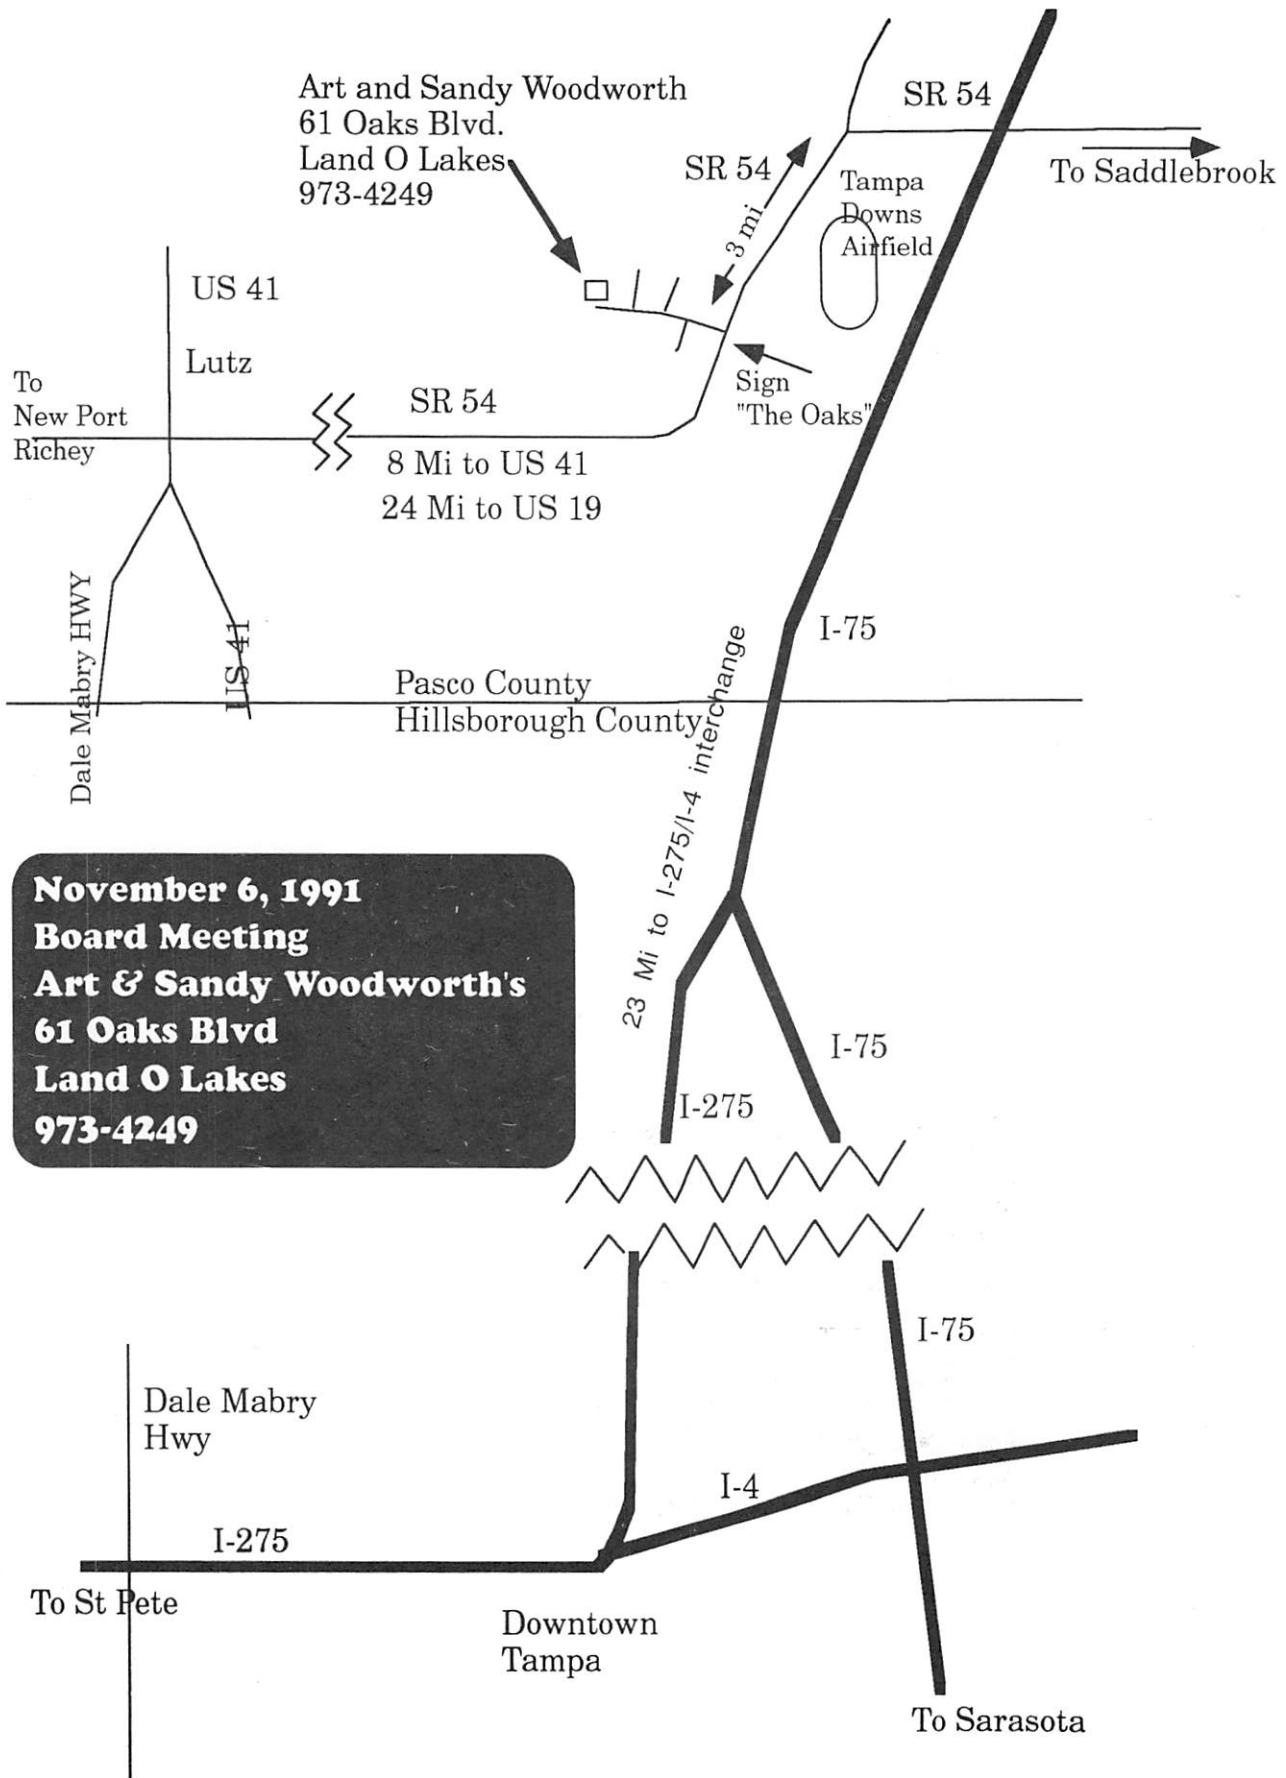 Art and Sandy Woodworth
61 Oaks Blvd.
Land O Lakes
973-4249
SR 54
SR 54
To Saddlebrook
Tampa
Downs
Airfield
3 mi
US 41
Lutz
To
New Port
Richey
SR 54
8 Mi to US 41
24 Mi to US 19
Sign
"The Oaks"
Dale Mabry HWY
US 41
I-75
Pasco County
Hillsborough County
23 Mi to I-275/I-4 interchange
November 6, 1991
Board Meeting
Art & Sandy Woodworth's
61 Oaks Blvd
Land O Lakes
973-4249
I-75
I-275
I-75
Dale Mabry
Hwy
I-4
I-275
To St Pete
Downtown
Tampa
To Sarasota